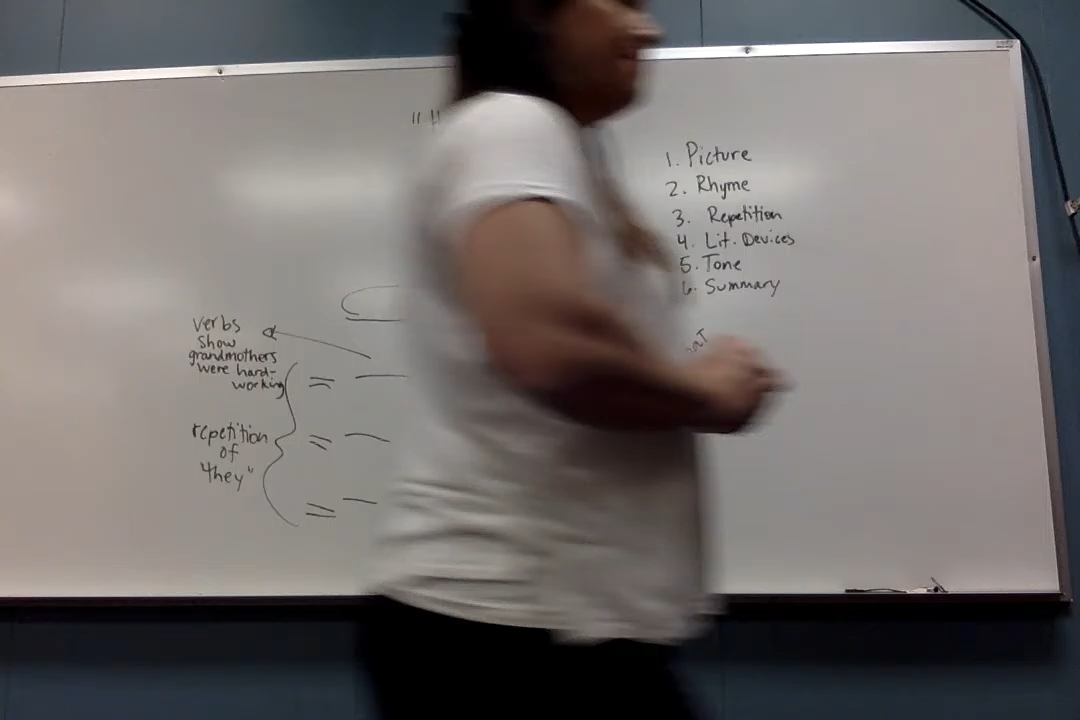 1. Picture
2. Rhyme
3. Repetition
4. Lit. Devices
5. Tone
6. Summary
verbs
show
grandmothers
were hard-
working
repetition
of
"they"